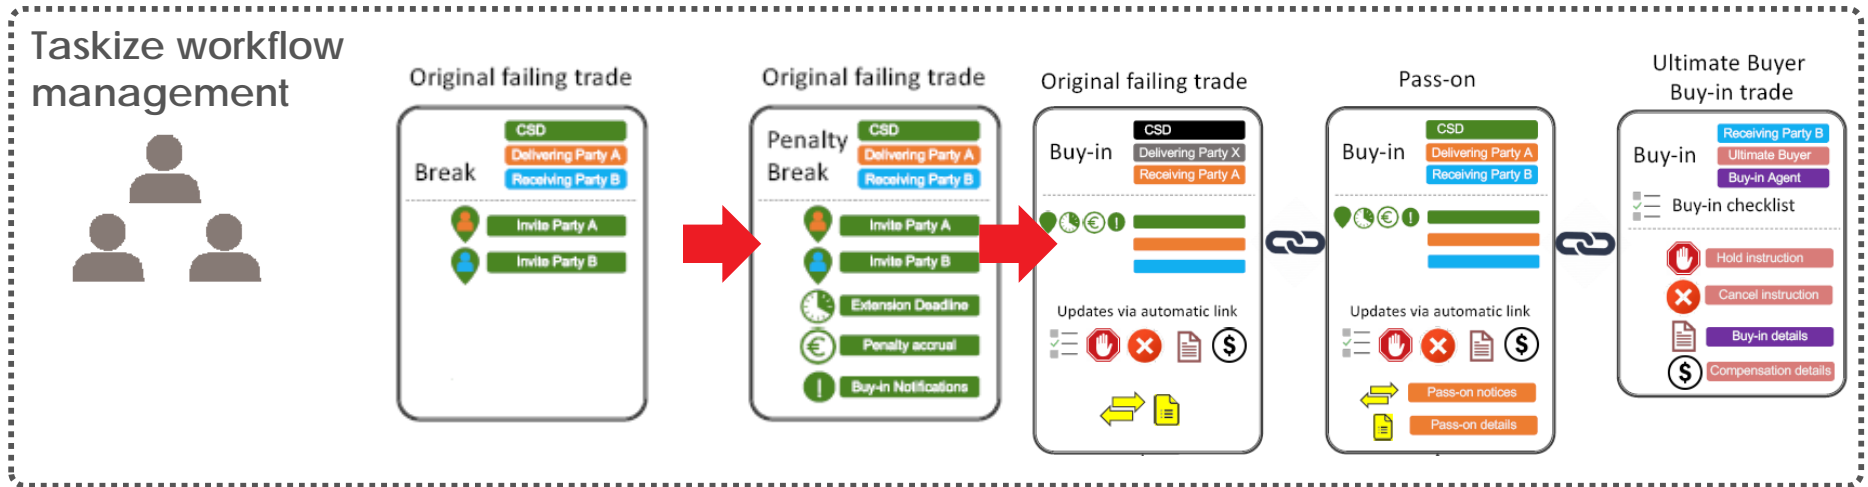 Taskize workflow
management
Original failing trade
Break
CSD
Delivering Party A
Receiving Party B
Invite Party A
Invite Party B
Original failing trade
Penalty
Break
CSD
Delivering Party A
Receiving Party B
Invite Party A
Invite Party B
Extension Deadline
€
Penalty accrual
!
Buy-in Notifications
Original failing trade
Buy-in
CSD
Delivering Party X
Receiving Party A
€ !
Updates via automatic link
$
Pass-on
Buy-in
CSD
Delivering Party A
Receiving Party B
€ !
Updates via automatic link
$
Pass-on notices
Pass-on details
Ultimate Buyer
Buy-in trade
Buy-in
Receiving Party B
Ultimate Buyer
Buy-in Agent
Buy-in checklist
Hold instruction
Cancel instruction
Buy-in details
$
Compensation details